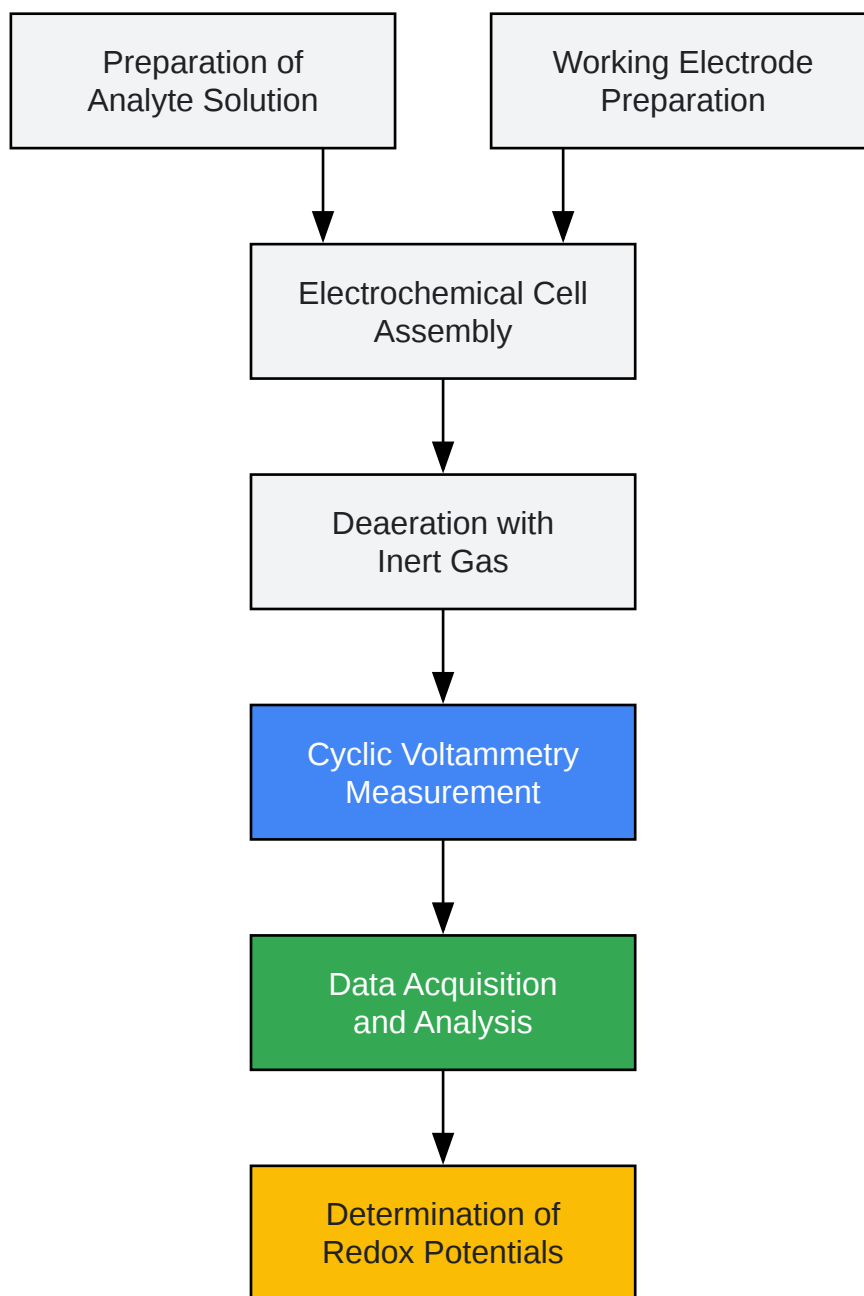 Preparation of
Analyte Solution
Working Electrode
Preparation
Electrochemical Cell
Assembly
Deaeration with
Inert Gas
Cyclic Voltammetry
Measurement
Data Acquisition
and Analysis
Determination of
Redox Potentials